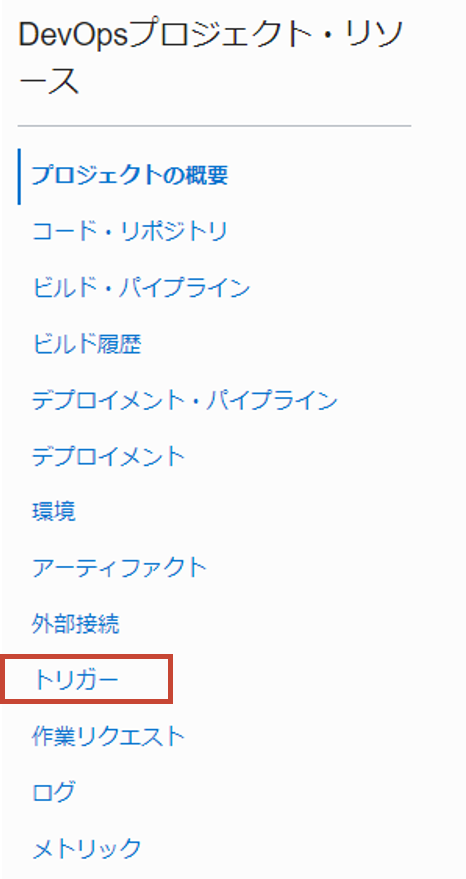 DevOpsプロジェクト・リソ
ース
プロジェクトの概要
コード・リポジトリ
ビルド・パイプライン
ビルド履歴
デプロイメント・パイプライン
デプロイメント
環境
アーティファクト
外部接続
トリガー
作業リクエスト
ログ
メトリック